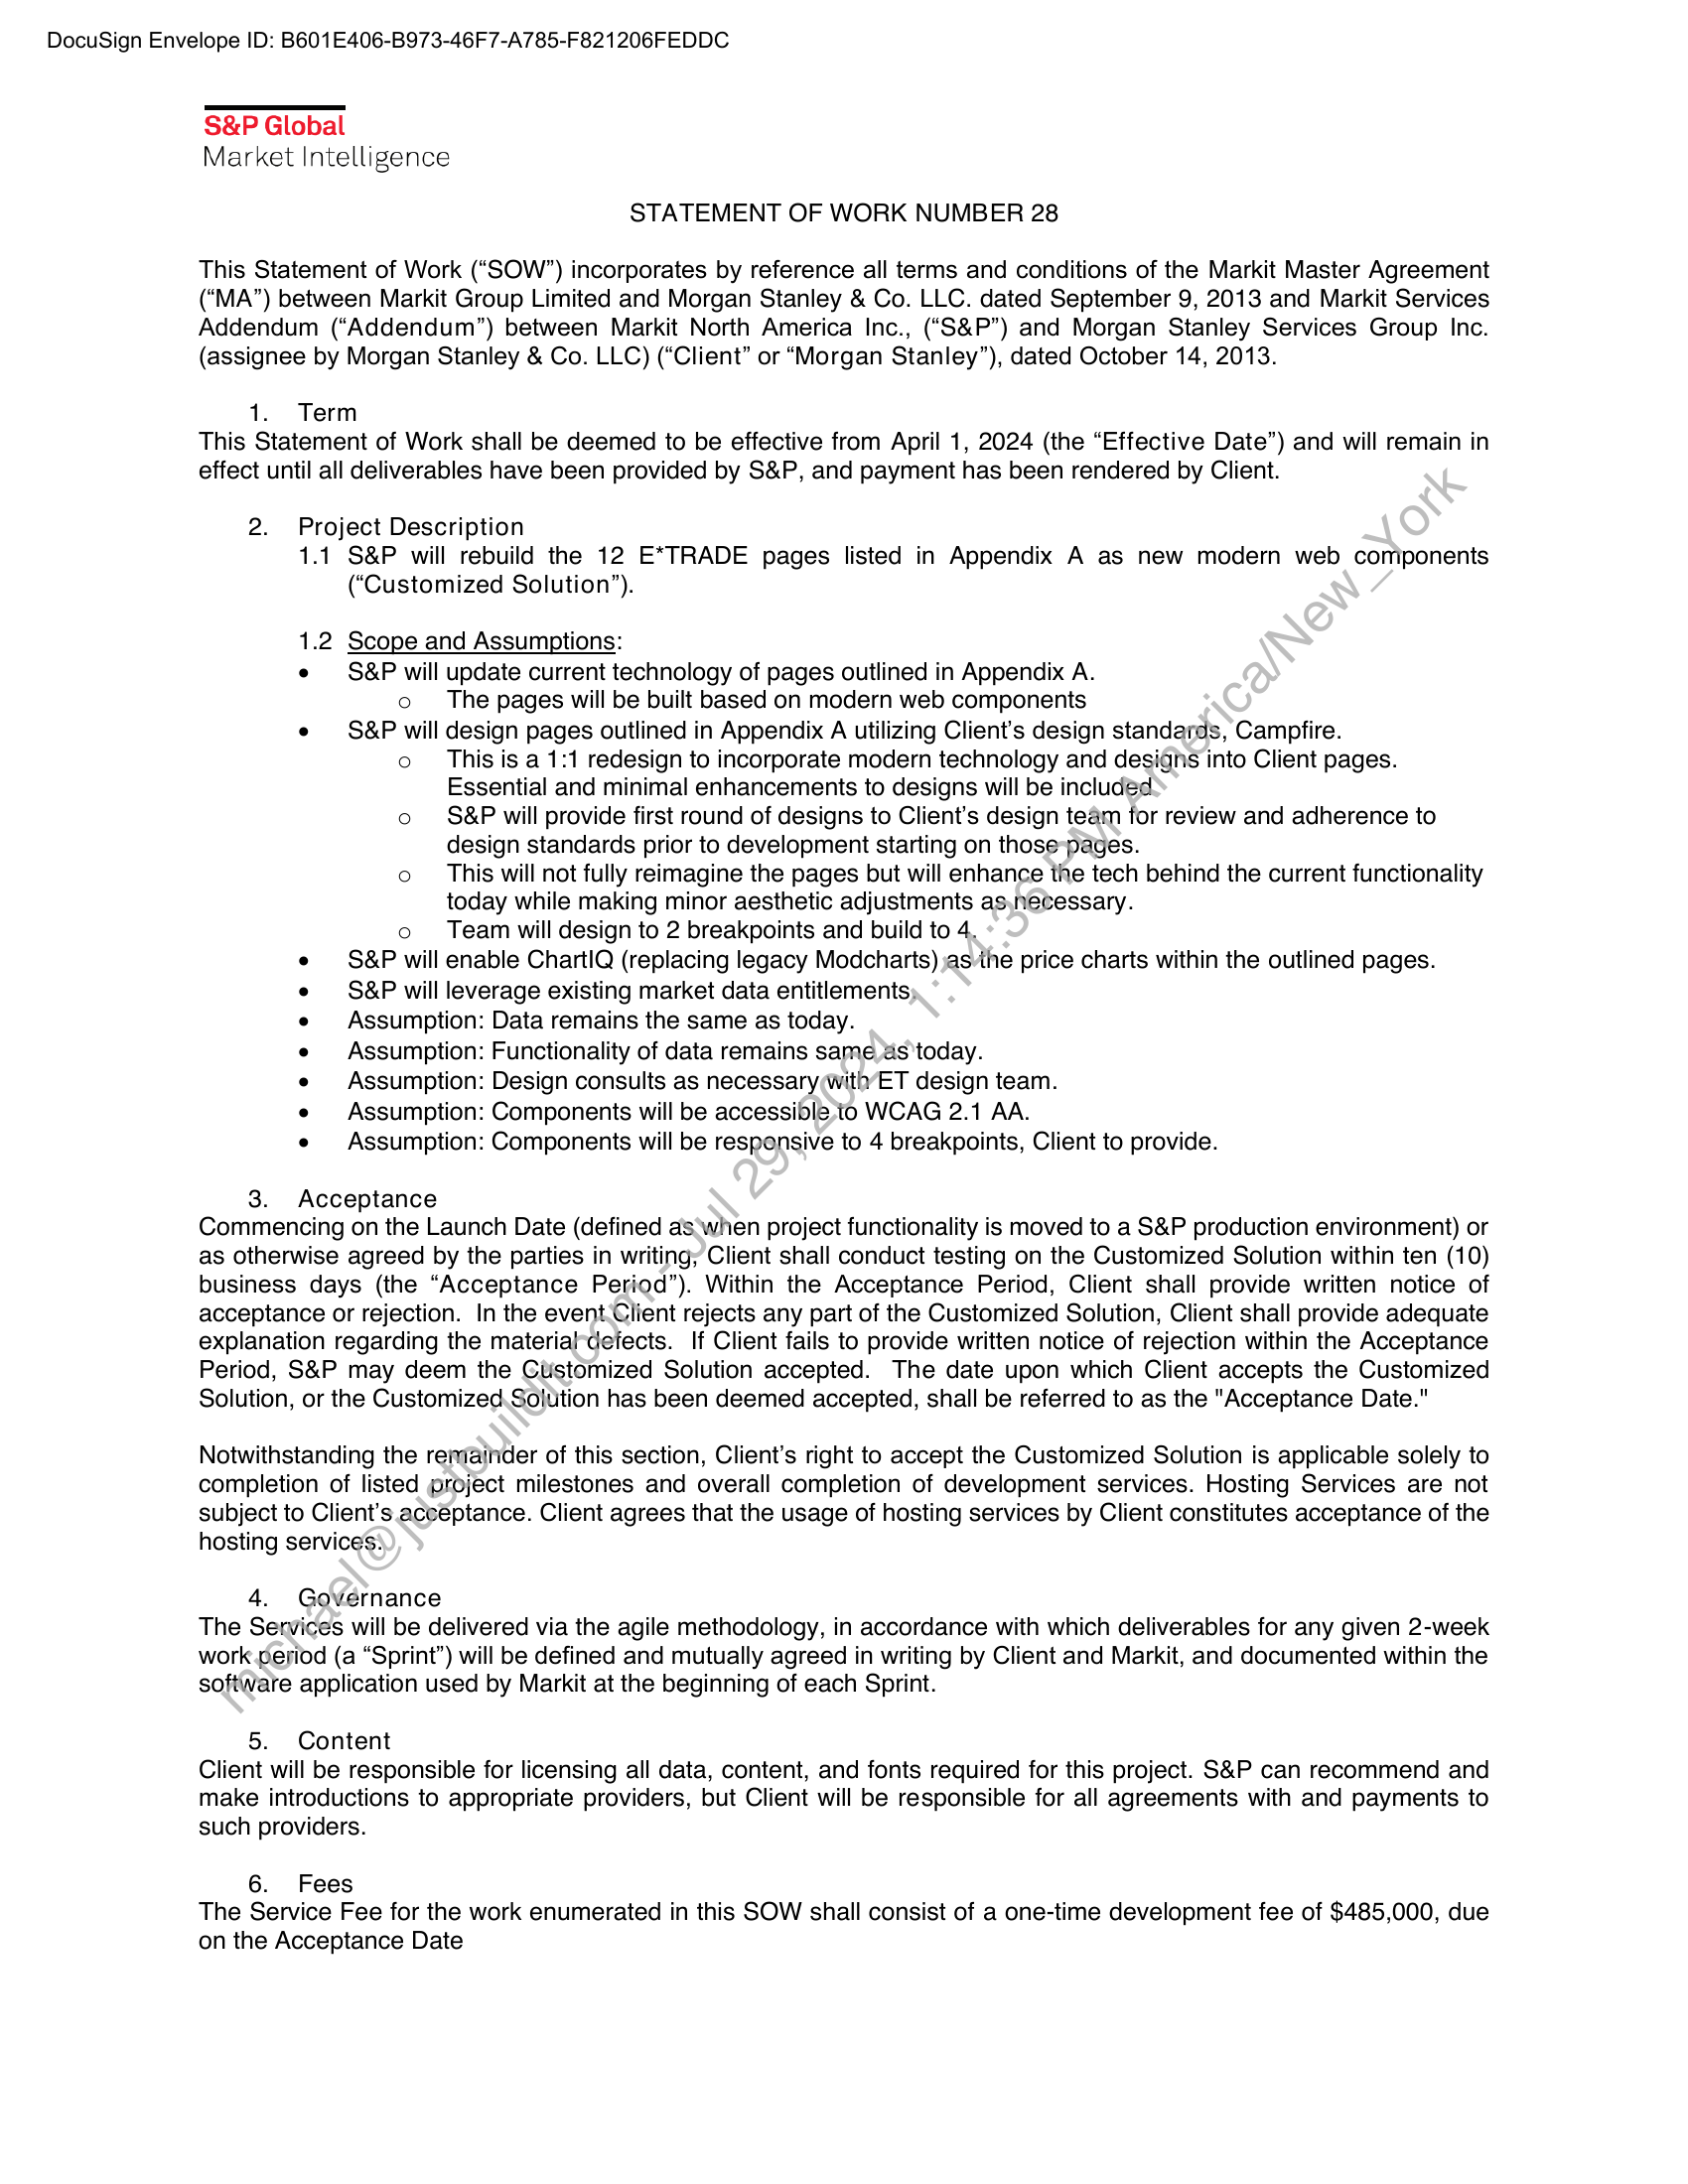 DocuSign Envelope ID: B601E406-B973-46F7-A785-F821206FEDDC
S&P Global
Market Intelligence
STATEMENT OF WORK NUMBER 28
This Statement of Work (“SOW”) incorporates by reference all terms and conditions of the Markit Master Agreement
(“MA”) between Markit Group Limited and Morgan Stanley & Co. LLC. dated September 9, 2013 and Markit Services
Addendum (“Addendum”) between Markit North America Inc., (“S&P”) and Morgan Stanley Services Group Inc.
(assignee by Morgan Stanley & Co. LLC) (“Client” or “Morgan Stanley”), dated October 14, 2013.
1. Term
This Statement of Work shall be deemed to be effective from April 1, 2024 (the “Effective Date”) and will remain in
effect until all deliverables have been provided by S&P, and payment has been rendered by Client.
2. Project Description
1.1 S&P will rebuild the 12 E*TRADE pages listed in Appendix A as new modern web components
(“Customized Solution”).
1.2 Scope and Assumptions:
• S&P will update current technology of pages outlined in Appendix A.
o The pages will be built based on modern web components
• S&P will design pages outlined in Appendix A utilizing Client’s design standards, Campfire.
o This is a 1:1 redesign to incorporate modern technology and designs into Client pages.
Essential and minimal enhancements to designs will be included.
o S&P will provide first round of designs to Client’s design team for review and adherence to
design standards prior to development starting on those pages.
o This will not fully reimagine the pages but will enhance the tech behind the current functionality
today while making minor aesthetic adjustments as necessary.
o Team will design to 2 breakpoints and build to 4.
• S&P will enable ChartIQ (replacing legacy Modcharts) as the price charts within the outlined pages.
• S&P will leverage existing market data entitlements.
• Assumption: Data remains the same as today.
• Assumption: Functionality of data remains same as today.
• Assumption: Design consults as necessary with ET design team.
• Assumption: Components will be accessible to WCAG 2.1 AA.
• Assumption: Components will be responsive to 4 breakpoints, Client to provide.
3. Acceptance
Commencing on the Launch Date (defined as when project functionality is moved to a S&P production environment) or
as otherwise agreed by the parties in writing, Client shall conduct testing on the Customized Solution within ten (10)
business days (the “Acceptance Period”). Within the Acceptance Period, Client shall provide written notice of
acceptance or rejection. In the event Client rejects any part of the Customized Solution, Client shall provide adequate
explanation regarding the material defects. If Client fails to provide written notice of rejection within the Acceptance
Period, S&P may deem the Customized Solution accepted. The date upon which Client accepts the Customized
Solution, or the Customized Solution has been deemed accepted, shall be referred to as the "Acceptance Date."
Notwithstanding the remainder of this section, Client’s right to accept the Customized Solution is applicable solely to
completion of listed project milestones and overall completion of development services. Hosting Services are not
subject to Client’s acceptance. Client agrees that the usage of hosting services by Client constitutes acceptance of the
hosting services.
4. Governance
The Services will be delivered via the agile methodology, in accordance with which deliverables for any given 2-week
work period (a “Sprint”) will be defined and mutually agreed in writing by Client and Markit, and documented within the
software application used by Markit at the beginning of each Sprint.
5. Content
Client will be responsible for licensing all data, content, and fonts required for this project. S&P can recommend and
make introductions to appropriate providers, but Client will be responsible for all agreements with and payments to
such providers.
6. Fees
The Service Fee for the work enumerated in this SOW shall consist of a one-time development fee of $485,000, due
on the Acceptance Date
michael@justbuildit.com - Jul 29, 2024, 1:14:36 PM America/New_York